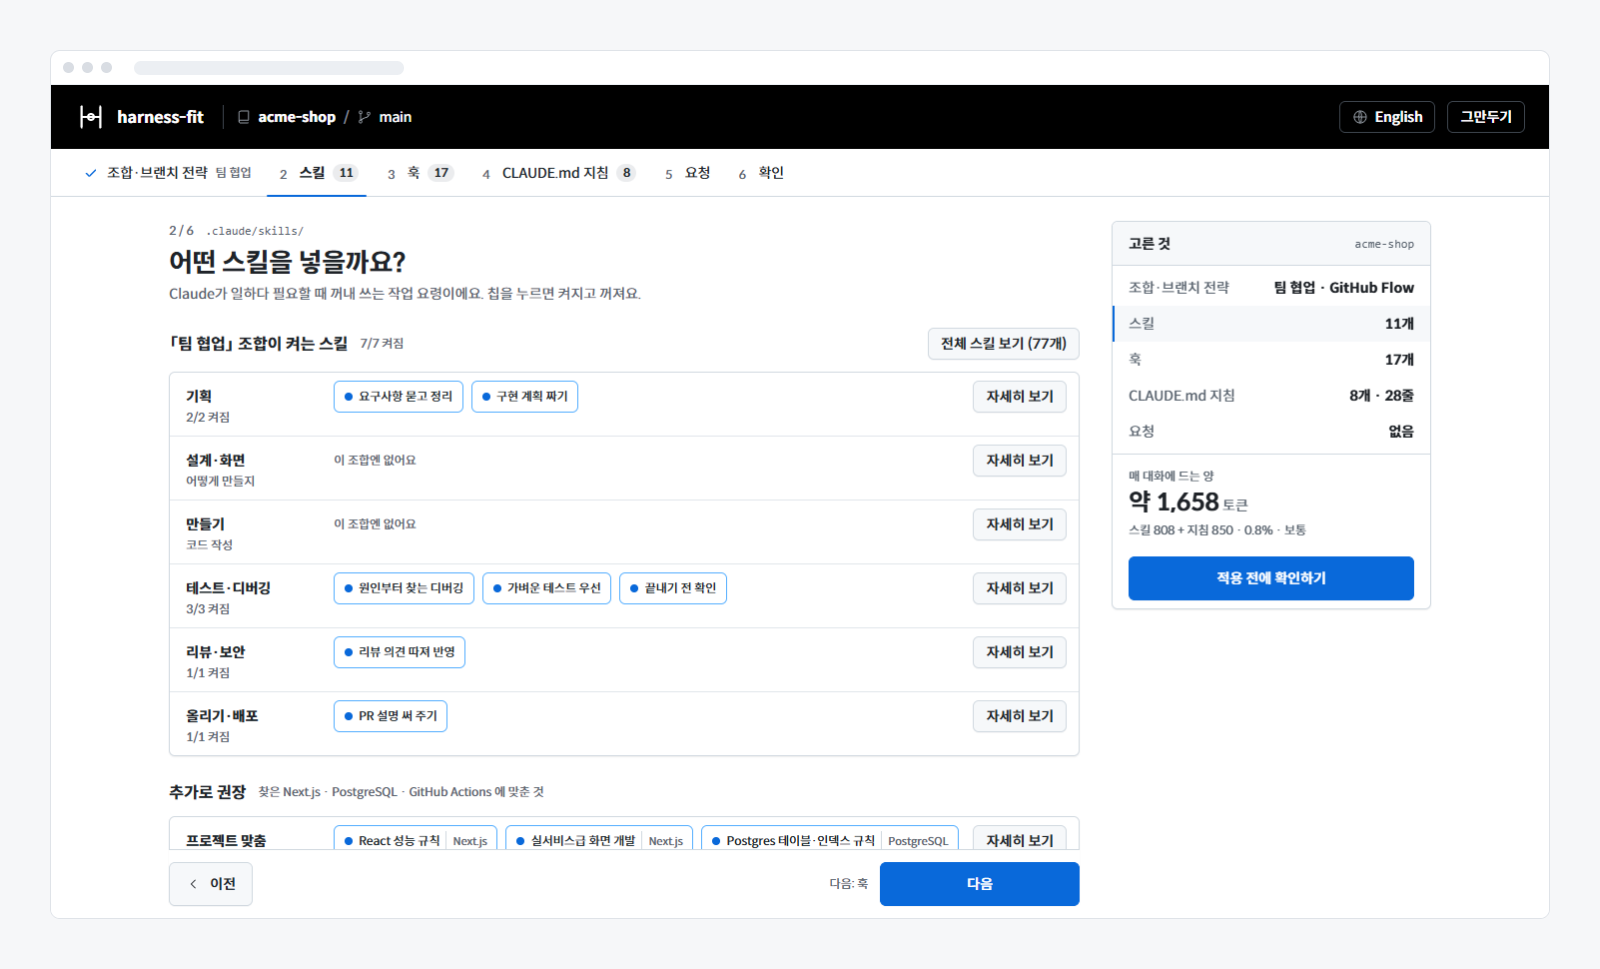 harness-fit acme-shop / main English 그만두기
조합·브랜치 전략 팀 협업 2 스킬 11 3 훅 17 4 CLAUDE.md 지침 8 5 요청 6 확인
2/6 .claude/skills/
어떤 스킬을 넣을까요?
Claude가 일하다 필요할 때 꺼내 쓰는 작업 요령이에요. 칩을 누르면 켜지고 꺼져요.
「팀 협업」 조합이 켜는 스킬 7/7 켜짐 전체 스킬 보기 (77개)
기획 요구사항 묻고 정리 구현 계획 짜기 자세히 보기
2/2 켜짐
설계·화면 이 조합엔 없어요 자세히 보기
어떻게 만들지
만들기 이 조합엔 없어요 자세히 보기
코드 작성
테스트·디버깅 원인부터 찾는 디버깅 가벼운 테스트 우선 끝내기 전 확인 자세히 보기
3/3 켜짐
리뷰·보안 리뷰 의견 따져 반영 자세히 보기
1/1 켜짐
올리기·배포 PR 설명 써 주기 자세히 보기
1/1 켜짐
추가로 권장 찾은 Next.js · PostgreSQL · GitHub Actions 에 맞춘 것
프로젝트 맞춤 React 성능 규칙 Next.js 실서비스급 화면 개발 Next.js Postgres 테이블·인덱스 규칙 PostgreSQL 자세히 보기
이전 다음: 훅 다음
고른 것 acme-shop
조합·브랜치 전략 팀 협업 · GitHub Flow
스킬 11개
훅 17개
CLAUDE.md 지침 8개 · 28줄
요청 없음
매 대화에 드는 양
약 1,658 토큰
스킬 808 + 지침 850 · 0.8% · 보통
적용 전에 확인하기